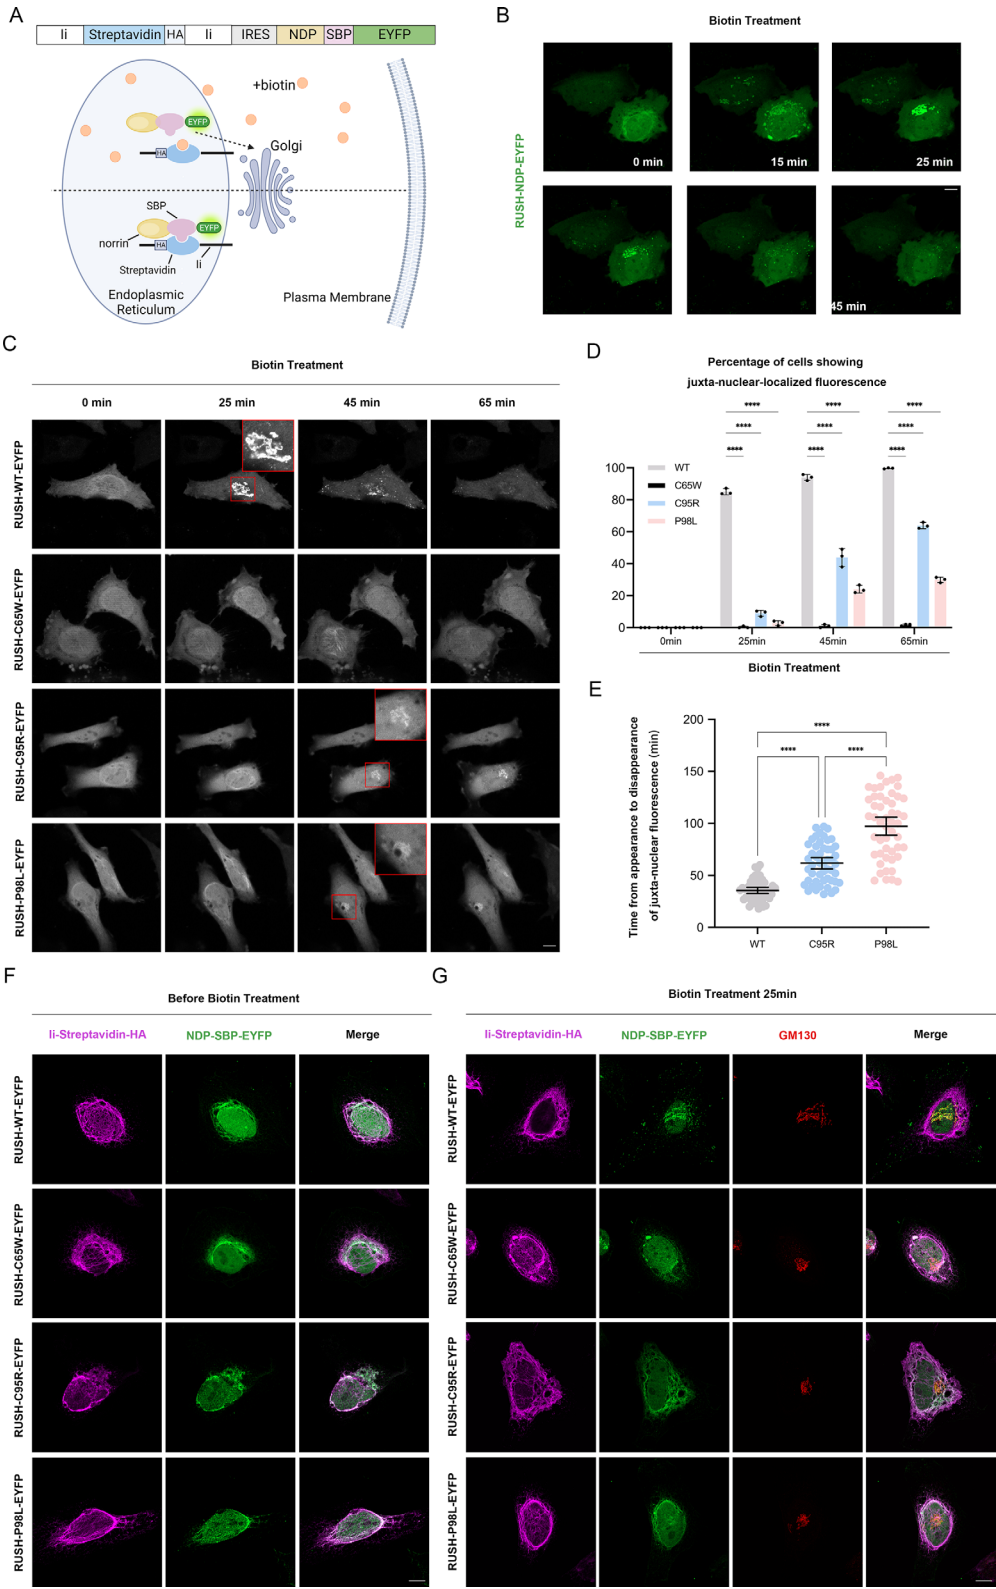 A
Ii Streptavidin HA Ii IRES NDP SBP EYFP
+biotin
EYFP
HA
Golgi
SBP
EYFP
norrin
HA
Streptavidin
Ii
Endoplasmic
Reticulum
Plasma Membrane
B
Biotin Treatment
RUSH-NDP-EYFP
0 min
15 min
25 min
45 min
C
Biotin Treatment
0 min 25 min 45 min 65 min
RUSH-WT-EYFP
RUSH-C65W-EYFP
RUSH-C95R-EYFP
RUSH-P98L-EYFP
D
Percentage of cells showing
juxta-nuclear-localized fluorescence
**** **** ****
**** **** ****
**** **** ****
WT
C65W
C95R
P98L
100
80
60
40
20
0
0min 25min 45min 65min
Biotin Treatment
E
Time from appearance to disappearance
of juxta-nuclear fluorescence (min)
200
150
100
50
0
****
**** ****
WT C95R P98L
F
Before Biotin Treatment
Ii-Streptavidin-HA NDP-SBP-EYFP Merge
RUSH-WT-EYFP
RUSH-C65W-EYFP
RUSH-C95R-EYFP
RUSH-P98L-EYFP
G
Biotin Treatment 25min
Ii-Streptavidin-HA NDP-SBP-EYFP GM130 Merge
RUSH-WT-EYFP
RUSH-C65W-EYFP
RUSH-C95R-EYFP
RUSH-P98L-EYFP